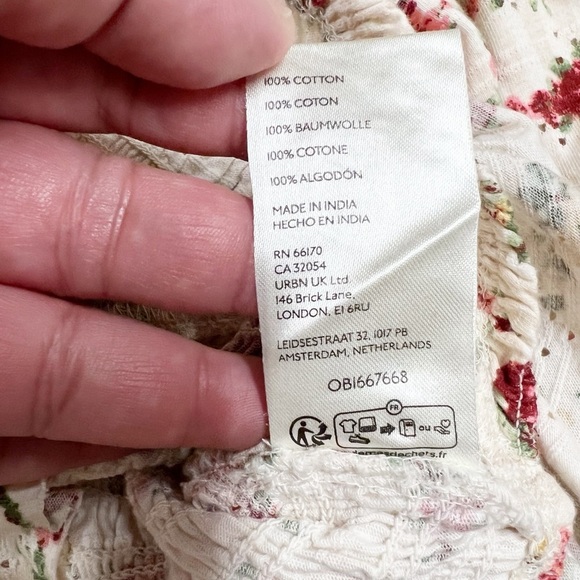 100% COTTON
100% COTON
100% BAUMWOLLE
100% COTONE
100% ALGODÓN
MADE IN INDIA
HECHO EN INDIA
RN 66170
CA 32054
URBN UK Ltd.
146 Brick Lane,
LONDON, E1 6RU
LEIDSESTRAAT 32, 1017 PB
AMSTERDAM, NETHERLANDS
OB1667668
FR
ou